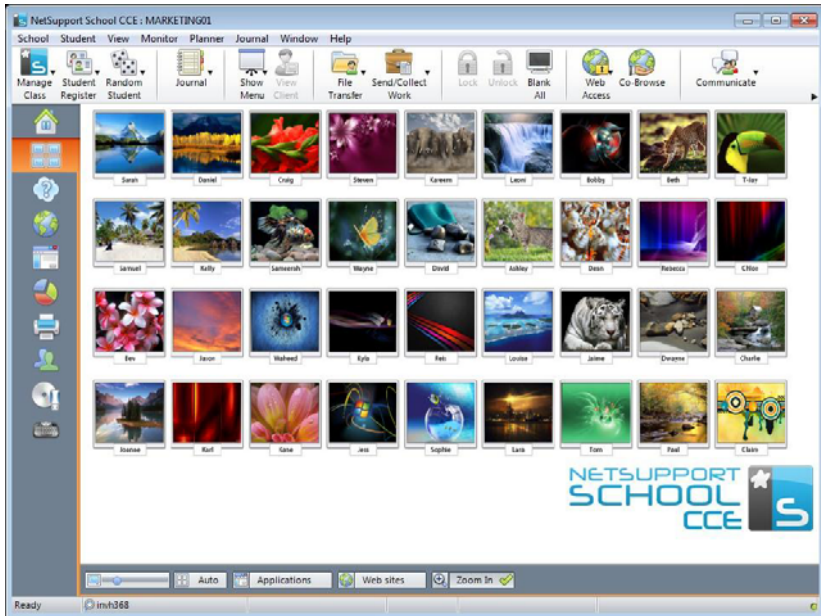 NetSupport School CCE : MARKETING01
School Student View Monitor Planner Journal Window Help
Manage Class
Student Register
Random Student
Journal
Show Menu
View Client
File Transfer
Send/Collect Work
Lock
Unlock
Blank All
Web Access
Co-Browse
Communicate
Sarah Daniel Craig Steven Kareem Leoni Bobby Beth T-Jay
Samuel Kelly Sameerah Wayne David Ashley Dean Rebecca Chloe
Bev Jason Waheed Kyla Reis Louise Jaime Dwayne Charlie
Joanne Karl Kane Jess Sophie Lara Tom Paul Claire
NETSUPPORT
SCHOOL
CCE
S
Auto Applications Web sites Zoom In
Ready invh368